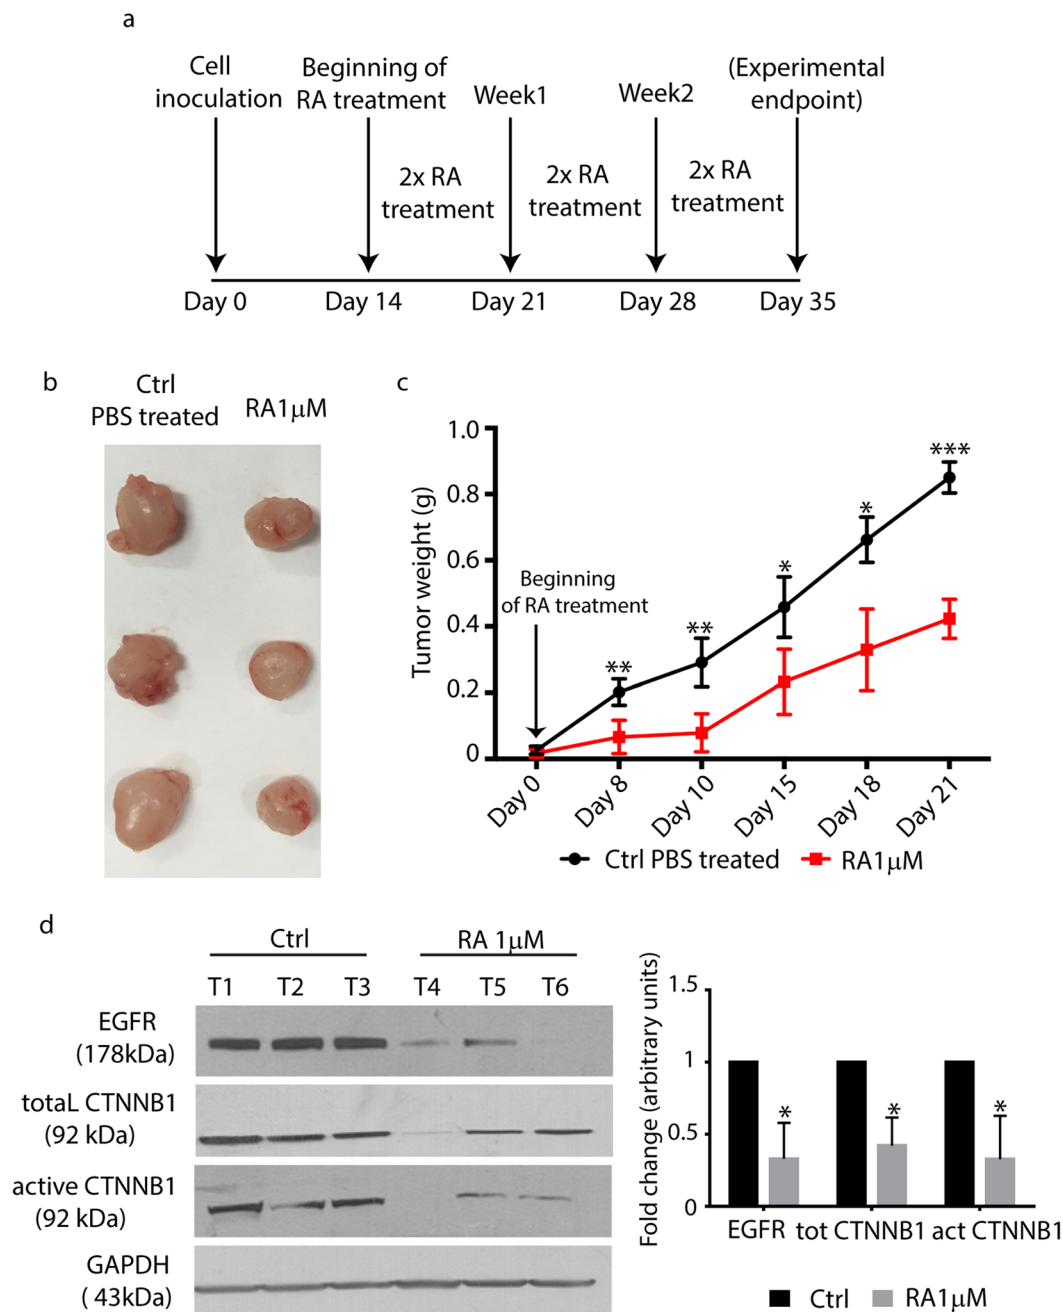 a
Cell
inoculation
Beginning of
RA treatment
Week1
Week2
(Experimental
endpoint)
2x RA
treatment
2x RA
treatment
2x RA
treatment
Day 0
Day 14
Day 21
Day 28
Day 35
b
Ctrl
PBS treated
RA1μM
c
Tumor weight (g)
1.0
0.8
0.6
0.4
0.2
0
Beginning
of RA treatment
**
**
*
*
***
Day 0
Day 8
Day 10
Day 15
Day 18
Day 21
Ctrl PBS treated
RA1μM
d
Ctrl
RA 1μM
T1
T2
T3
T4
T5
T6
EGFR
(178kDa)
totaL CTNNB1
(92 kDa)
active CTNNB1
(92 kDa)
GAPDH
( 43kDa)
Fold change (arbitrary units)
1.5
1
0.5
0
*
*
*
EGFR
tot CTNNB1
act CTNNB1
Ctrl
RA1μM